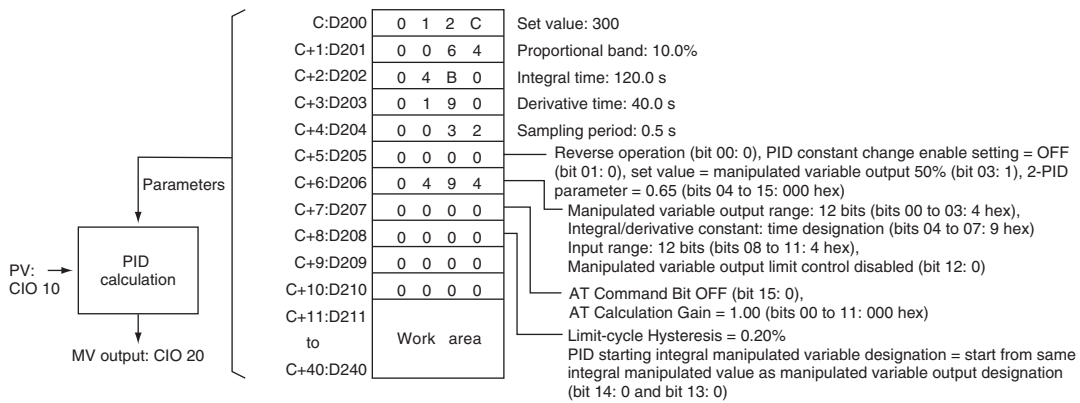 C:D200 0 1 2 C Set value: 300
C+1:D201 0 0 6 4 Proportional band: 10.0%
C+2:D202 0 4 B 0 Integral time: 120.0 s
C+3:D203 0 1 9 0 Derivative time: 40.0 s
C+4:D204 0 0 3 2 Sampling period: 0.5 s
C+5:D205 0 0 0 0
C+6:D206 0 4 9 4
C+7:D207 0 0 0 0
C+8:D208 0 0 0 0
C+9:D209 0 0 0 0
C+10:D210 0 0 0 0
C+11:D211
to
C+40:D240
Work area
Reverse operation (bit 00: 0), PID constant change enable setting = OFF
(bit 01: 0), set value = manipulated variable output 50% (bit 03: 1), 2-PID
parameter = 0.65 (bits 04 to 15: 000 hex)
Manipulated variable output range: 12 bits (bits 00 to 03: 4 hex),
Integral/derivative constant: time designation (bits 04 to 07: 9 hex)
Input range: 12 bits (bits 08 to 11: 4 hex),
Manipulated variable output limit control disabled (bit 12: 0)
AT Command Bit OFF (bit 15: 0),
AT Calculation Gain = 1.00 (bits 00 to 11: 000 hex)
Limit-cycle Hysteresis = 0.20%
PID starting integral manipulated variable designation = start from same
integral manipulated value as manipulated variable output designation
(bit 14: 0 and bit 13: 0)
Parameters
PV:
CIO 10
PID
calculation
MV output: CIO 20